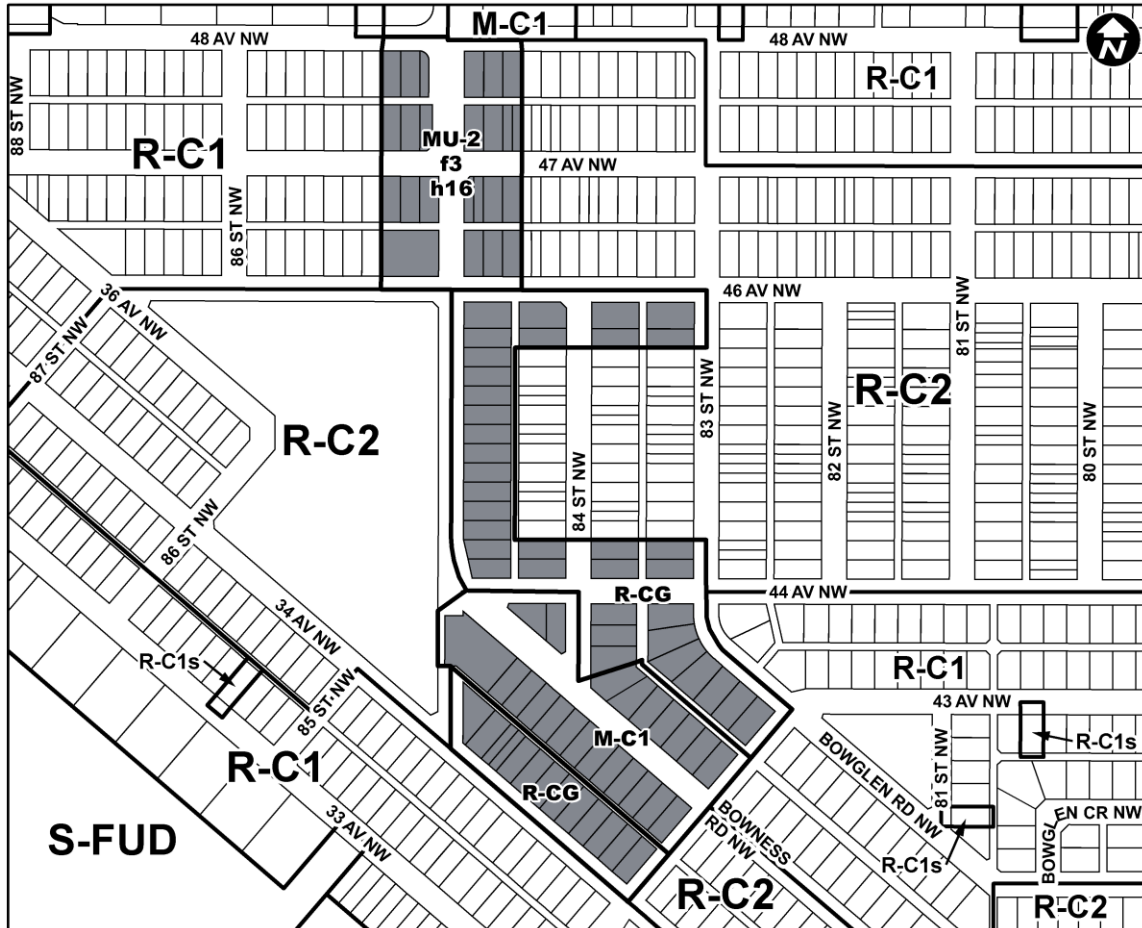 M-C1
48 AV NW
48 AV NW
N
R-C1
88 ST NW
R-C1
MU-2
f3
h16
47 AV NW
86 ST NW
36 AV NW
46 AV NW
81 ST NW
87 ST NW
R-C2
83 ST NW
R-C2
82 ST NW
80 ST NW
84 ST NW
86 ST NW
34 AV NW
R-CG
44 AV NW
R-C1s
R-C1
85 ST NW
43 AV NW
R-C1s
M-C1
BOWGLEN RD NW
81 ST NW
R-C1
R-CG
33 AV NW
BOWNESS
RD NW
BOWGLEN CR NW
S-FUD
R-C1s
R-C2
R-C2